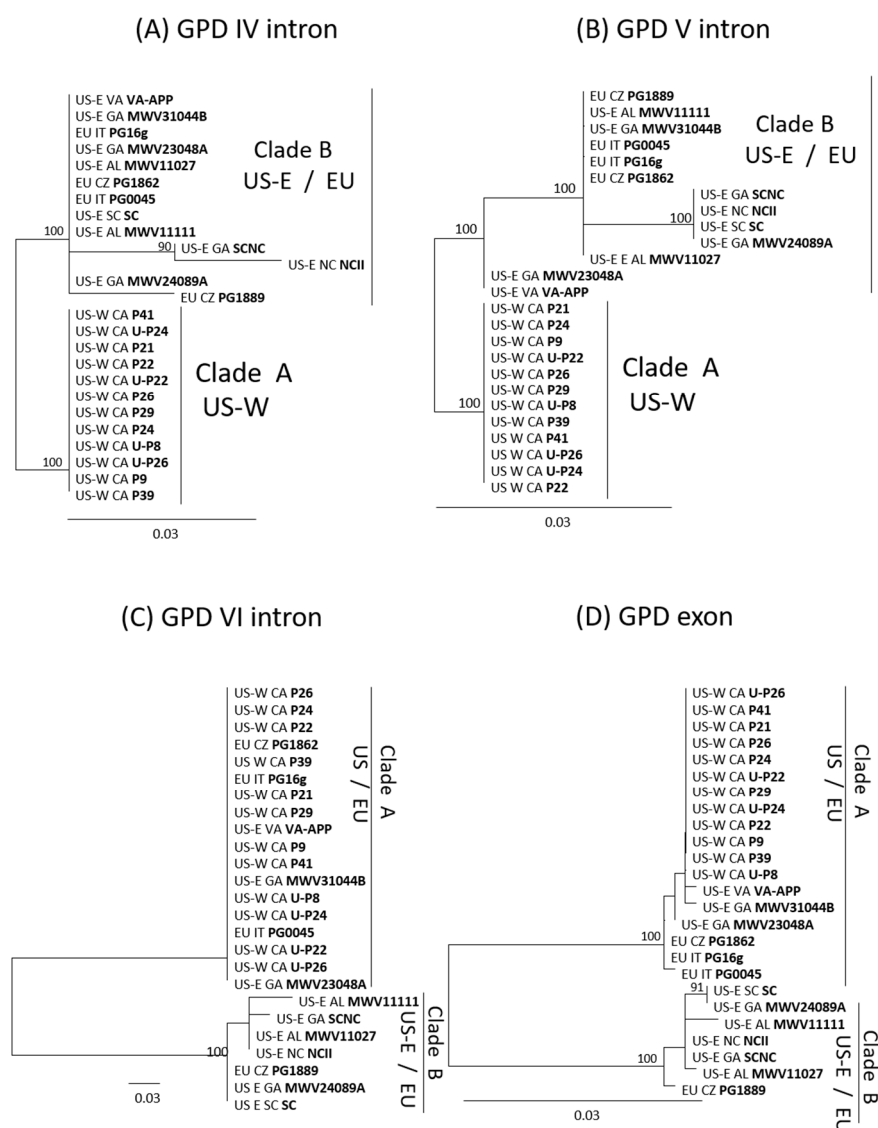 (A) GPD IV intron
US-E VA VA-APP
US-E GA MWV31044B
EU IT PG16g
US-E GA MWV23048A
US-E AL MWV11027
EU CZ PG1862
EU IT PG0045
US-E SC SC
US-E AL MWV11111
100
90
US-E GA SCNC
US-E NC NCII
US-E GA MWV24089A
EU CZ PG1889
Clade B
US-E / EU
US-W CA P41
US-W CA U-P24
US-W CA P21
US-W CA P22
US-W CA U-P22
US-W CA P26
US-W CA P29
US-W CA P24
US-W CA U-P8
US-W CA U-P26
100
US-W CA P9
US-W CA P39
Clade A
US-W
0.03
(B) GPD V intron
EU CZ PG1889
US-E AL MWV11111
US-E GA MWV31044B
EU IT PG0045
EU IT PG16g
EU CZ PG1862
100
US-E GA SCNC
US-E NC NCII
100
US-E SC SC
US-E GA MWV24089A
100
US-E E AL MWV11027
US-E GA MWV23048A
US-E VA VA-APP
Clade B
US-E / EU
US-W CA P21
US-W CA P24
US-W CA P9
US-W CA U-P22
US-W CA P26
US-W CA P29
100
US-W CA U-P8
US-W CA P39
US W CA P41
US W CA U-P26
US W CA U-P24
US W CA P22
Clade A
US-W
0.03
(C) GPD VI intron
US-W CA P26
US-W CA P24
US-W CA P22
EU CZ PG1862
US W CA P39
EU IT PG16g
US-W CA P21
US-W CA P29
US-E VA VA-APP
US-W CA P9
US-W CA P41
US-E GA MWV31044B
US-W CA U-P8
US-W CA U-P24
EU IT PG0045
US-W CA U-P22
US-W CA U-P26
US-E GA MWV23048A
Clade A
US / EU
US-E AL MWV11111
US-E GA SCNC
US-E AL MWV11027
100
US-E NC NCII
EU CZ PG1889
US E GA MWV24089A
US E SC SC
Clade B
US-E / EU
0.03
(D) GPD exon
US-W CA U-P26
US-W CA P41
US-W CA P21
US-W CA P26
US-W CA P24
US-W CA U-P22
US-W CA P29
US-W CA U-P24
US-W CA P22
US-W CA P9
US-W CA P39
US-W CA U-P8
US-E VA VA-APP
US-E GA MWV31044B
US-E GA MWV23048A
100
EU CZ PG1862
EU IT PG16g
EU IT PG0045
Clade A
US / EU
91
US-E SC SC
US-E GA MWV24089A
US-E AL MWV11111
US-E NC NCII
100
US-E GA SCNC
US-E AL MWV11027
EU CZ PG1889
Clade B
US-E / EU
0.03